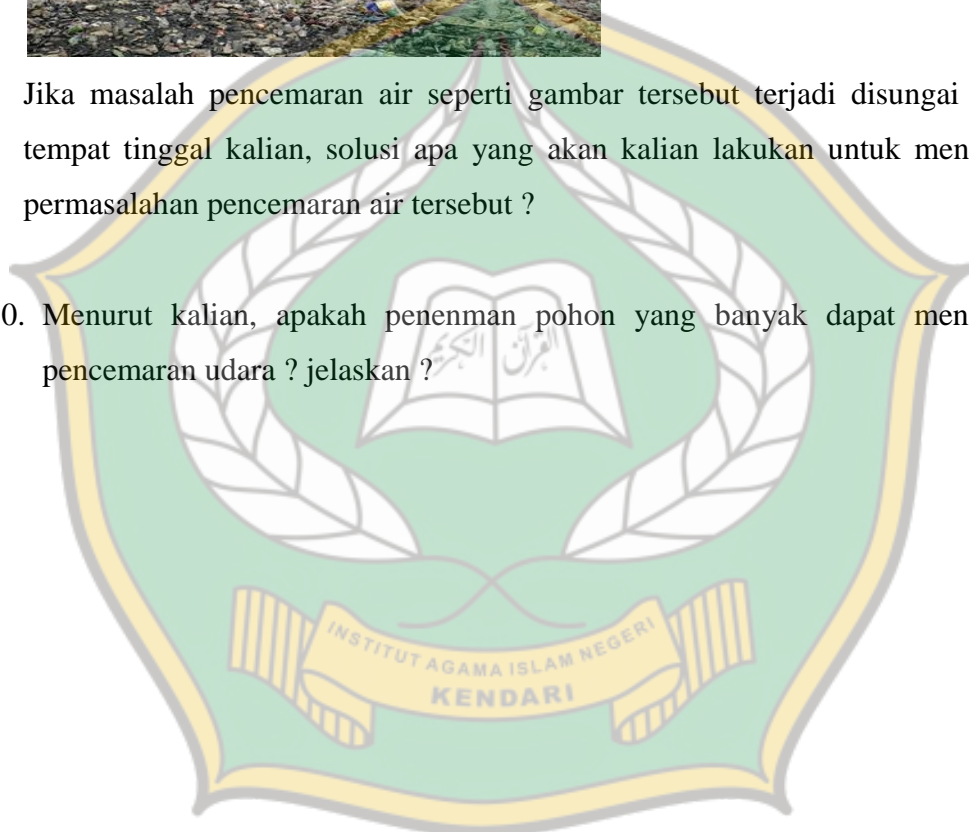 Jika masalah pencemaran air seperti gambar tersebut terjadi disungai
tempat tinggal kalian, solusi apa yang akan kalian lakukan untuk men
permasalahan pencemaran air tersebut ?
0. Menurut kalian, apakah penenman pohon yang banyak dapat men
pencemaran udara ? jelaskan ?
القرآن الكريم
INSTITUT AGAMA ISLAM NEGERI
KENDARI